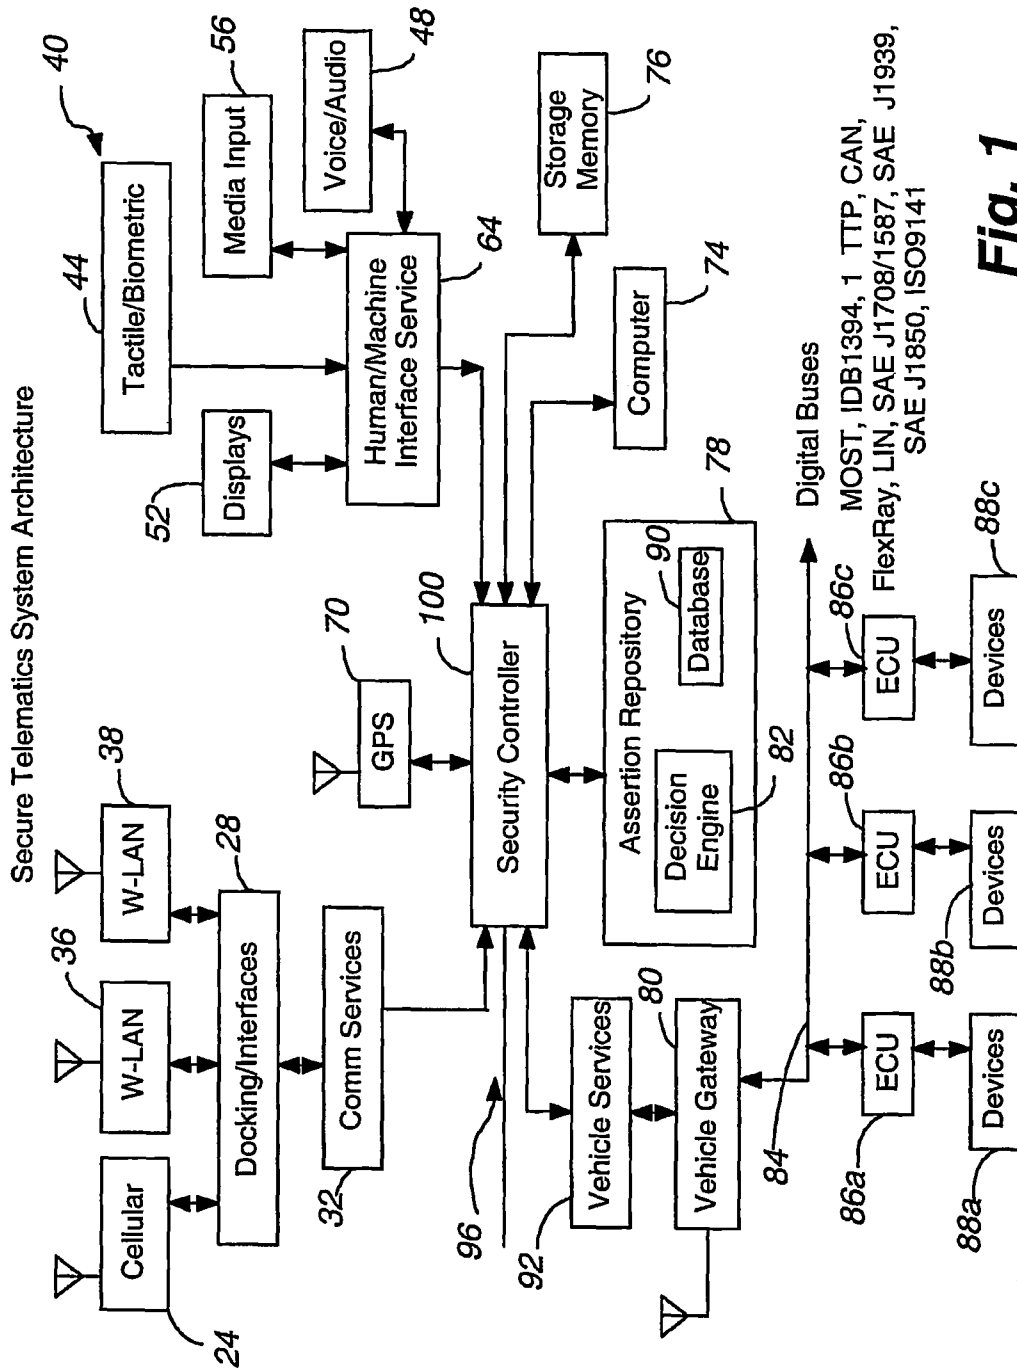 Secure Telematics System Architecture
40
24
Cellular
36
W-LAN
38
W-LAN
28
Docking/Interfaces
32
Comm Services
70
GPS
44
Tactile/Biometric
52
Displays
56
Media Input
48
Voice/Audio
Human/Machine
Interface Service
64
96
100
Security Controller
76
Storage
Memory
74
Computer
92
Vehicle Services
80
Vehicle Gateway
78
Assertion Repository
Decision
Engine
82
90
Database
84
Digital Buses
MOST, IDB1394, 1 TTP, CAN,
FlexRay, LIN, SAE J1708/1587, SAE J1939,
SAE J1850, ISO9141
86a
ECU
86b
ECU
86c
ECU
88a
Devices
88b
Devices
88c
Devices
Fig. 1